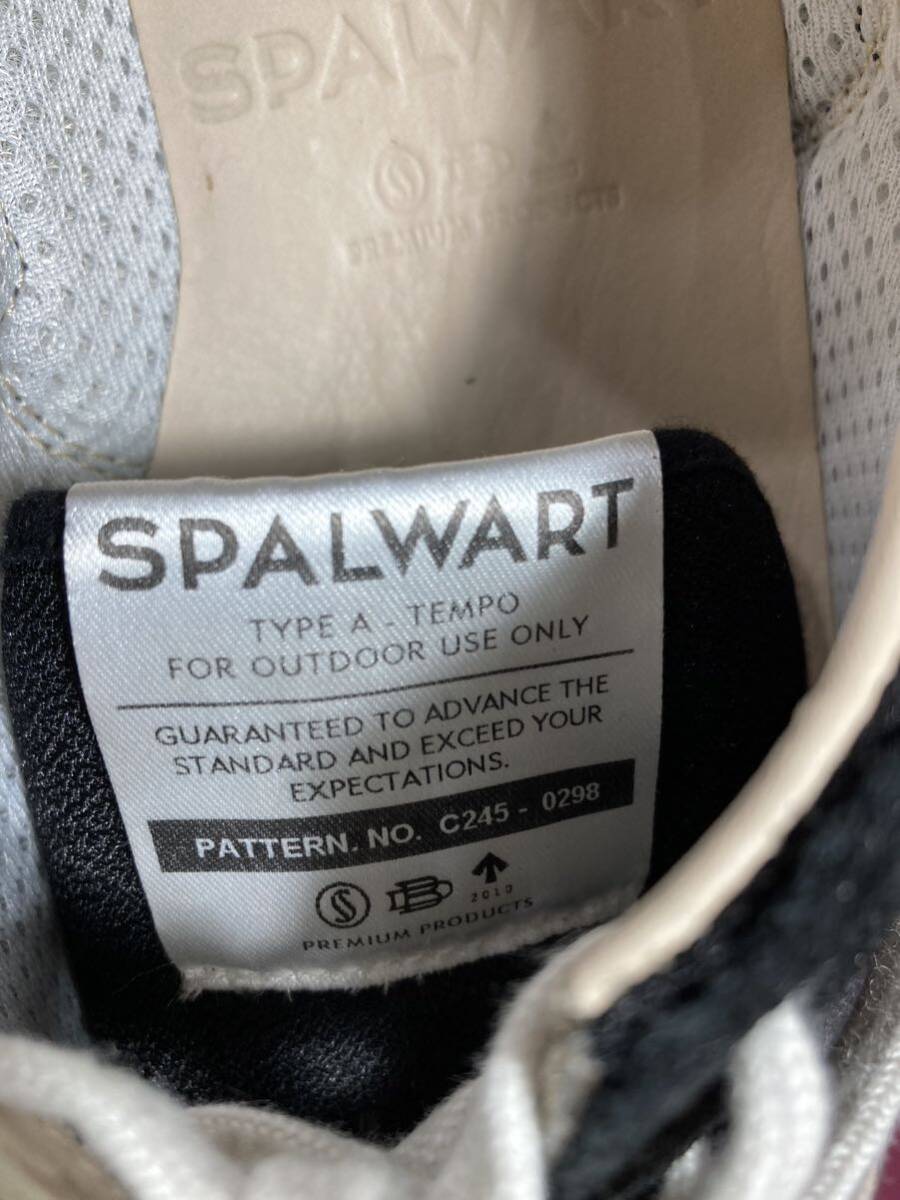 SPALWART
PREMIUM PRODUCTS
SPALWART
TYPE A - TEMPO
FOR OUTDOOR USE ONLY
GUARANTEED TO ADVANCE THE
STANDARD AND EXCEED YOUR
EXPECTATIONS.
PATTERN. NO. C245 - 0298
2010
PREMIUM PRODUCTS